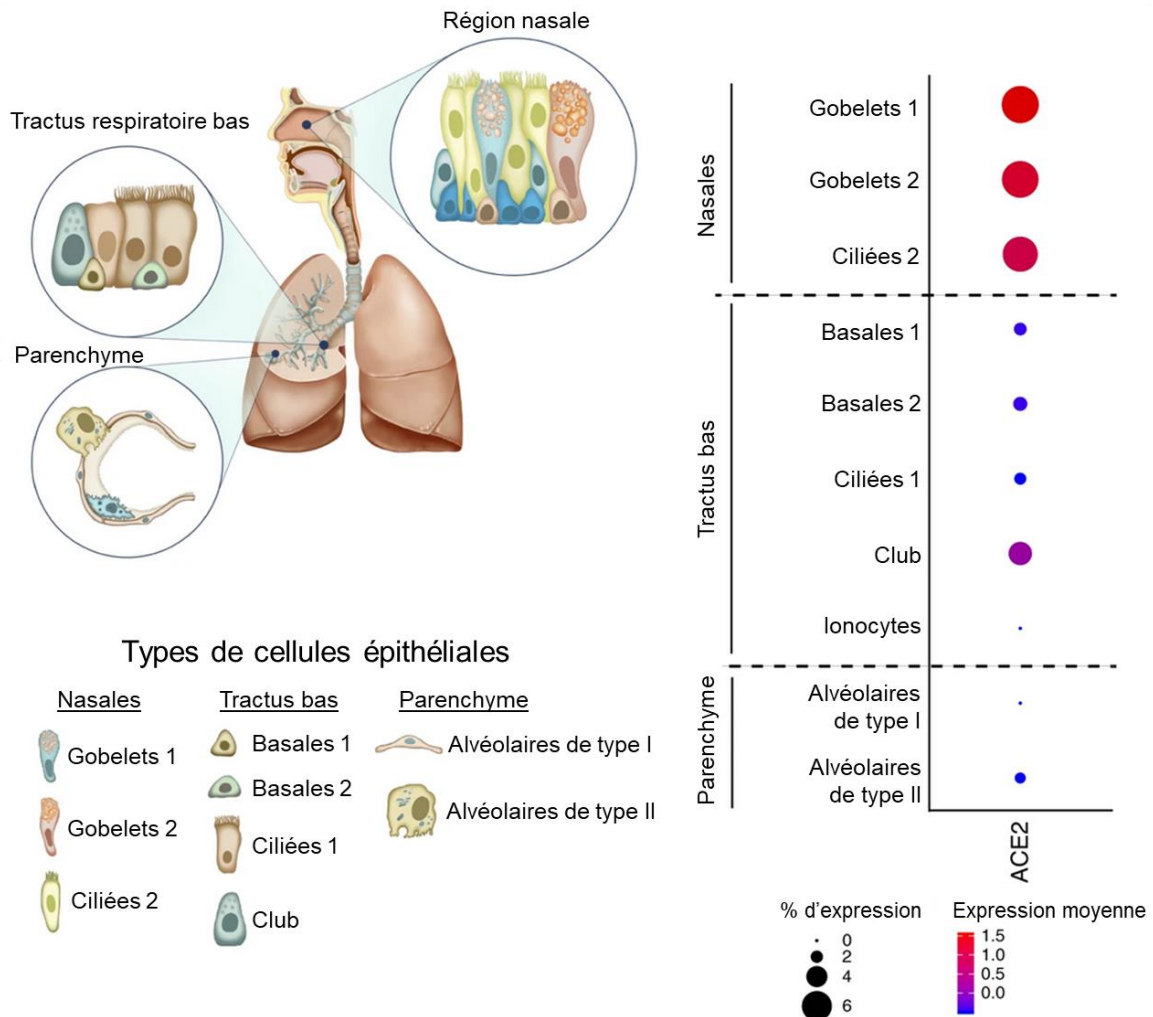 Région nasale
Tractus respiratoire bas
Parenchyme
Types de cellules épithéliales
Nasales
Gobelets 1
Gobelets 2
Ciliées 2
Tractus bas
Basales 1
Basales 2
Ciliées 1
Club
Parenchyme
Alvéolaires de type I
Alvéolaires de type II
Nasales
Gobelets 1
Gobelets 2
Ciliées 2
Tractus bas
Basales 1
Basales 2
Ciliées 1
Club
Ionocytes
Parenchyme
Alvéolaires
de type I
Alvéolaires
de type II
ACE2
% d'expression
0
2
4
6
Expression moyenne
1.5
1.0
0.5
0.0